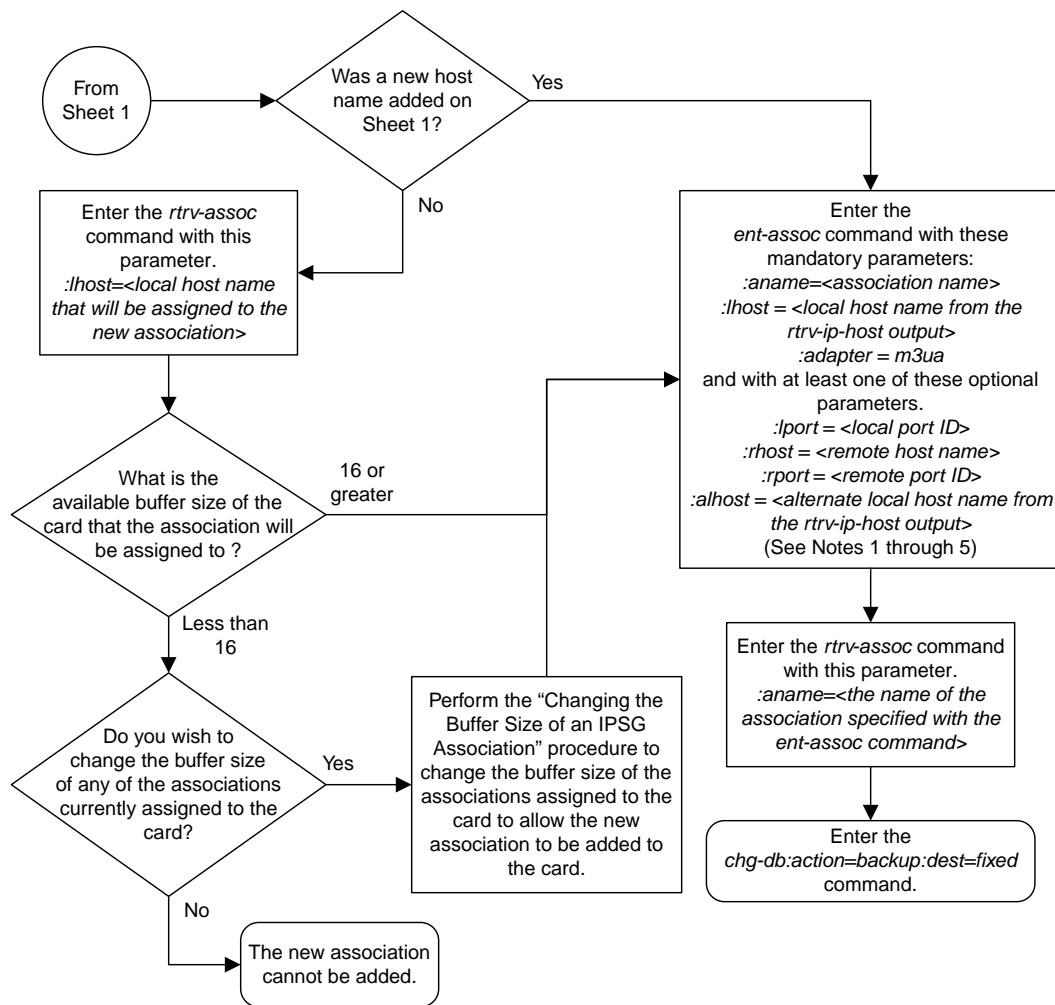 From
Sheet 1
Was a new host
name added on
Sheet 1?
Yes
No
Enter the rtrv-assoc
command with this
parameter.
:lhost=<local host name
that will be assigned to the
new association>
What is the
available buffer size of the
card that the association will
be assigned to ?
16 or
greater
Less than
16
Do you wish to
change the buffer size
of any of the associations
currently assigned to the
card?
Yes
No
Perform the “Changing the
Buffer Size of an IPSG
Association” procedure to
change the buffer size of the
associations assigned to the
card to allow the new
association to be added to
the card.
The new association
cannot be added.
Enter the
ent-assoc command with these
mandatory parameters:
:aname=<association name>
:lhost = <local host name from the
rtrv-ip-host output>
:adapter = m3ua
and with at least one of these optional
parameters.
:lport = <local port ID>
:rhost = <remote host name>
:rport = <remote port ID>
:alhost = <alternate local host name from
the rtrv-ip-host output>
(See Notes 1 through 5)
Enter the rtrv-assoc command
with this parameter.
:aname=<the name of the
association specified with the
ent-assoc command>
Enter the
chg-db:action=backup:dest=fixed
command.